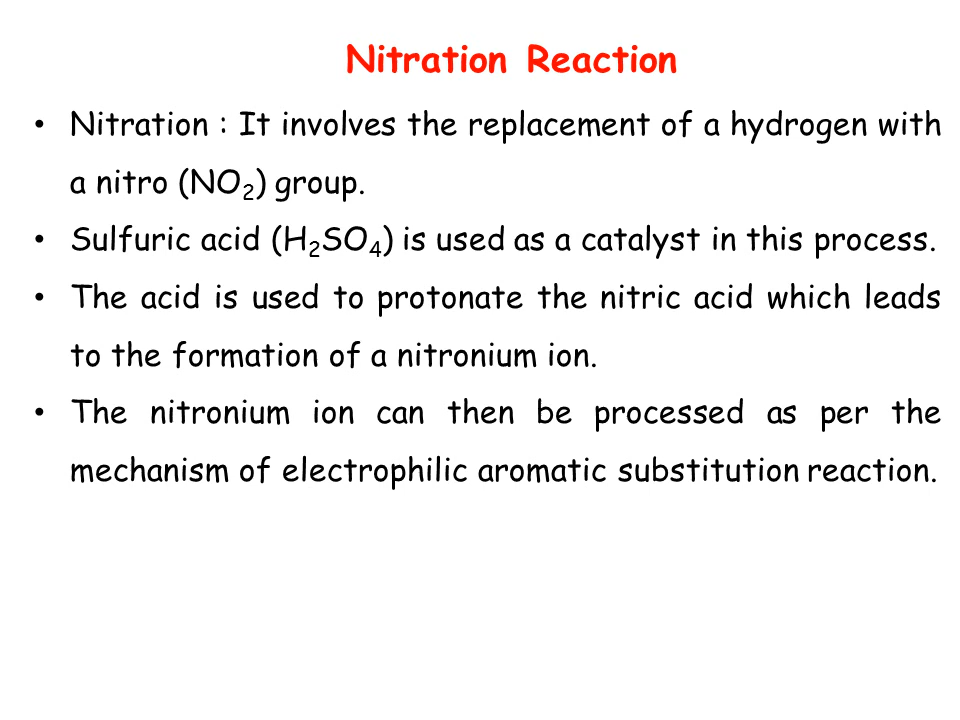 Nitration Reaction
• Nitration : It involves the replacement of a hydrogen with
a nitro (NO₂) group.
• Sulfuric acid (H₂SO₄) is used as a catalyst in this process.
• The acid is used to protonate the nitric acid which leads
to the formation of a nitronium ion.
• The nitronium ion can then be processed as per the
mechanism of electrophilic aromatic substitution reaction.